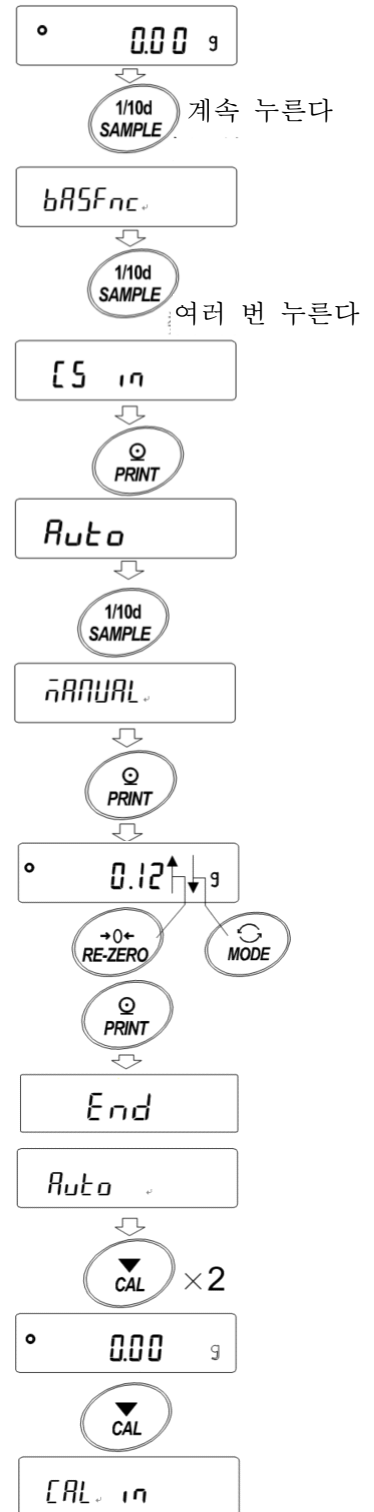 0.00 g
1/10d
SAMPLE
계속 누른다
bASFnc
1/10d
SAMPLE
여러 번 누른다
CS in
PRINT
Auto
1/10d
SAMPLE
mANUAL
PRINT
0.12 g
→0←
RE-ZERO
MODE
PRINT
End
Auto
CAL ×2
0.00 g
CAL
CAL in